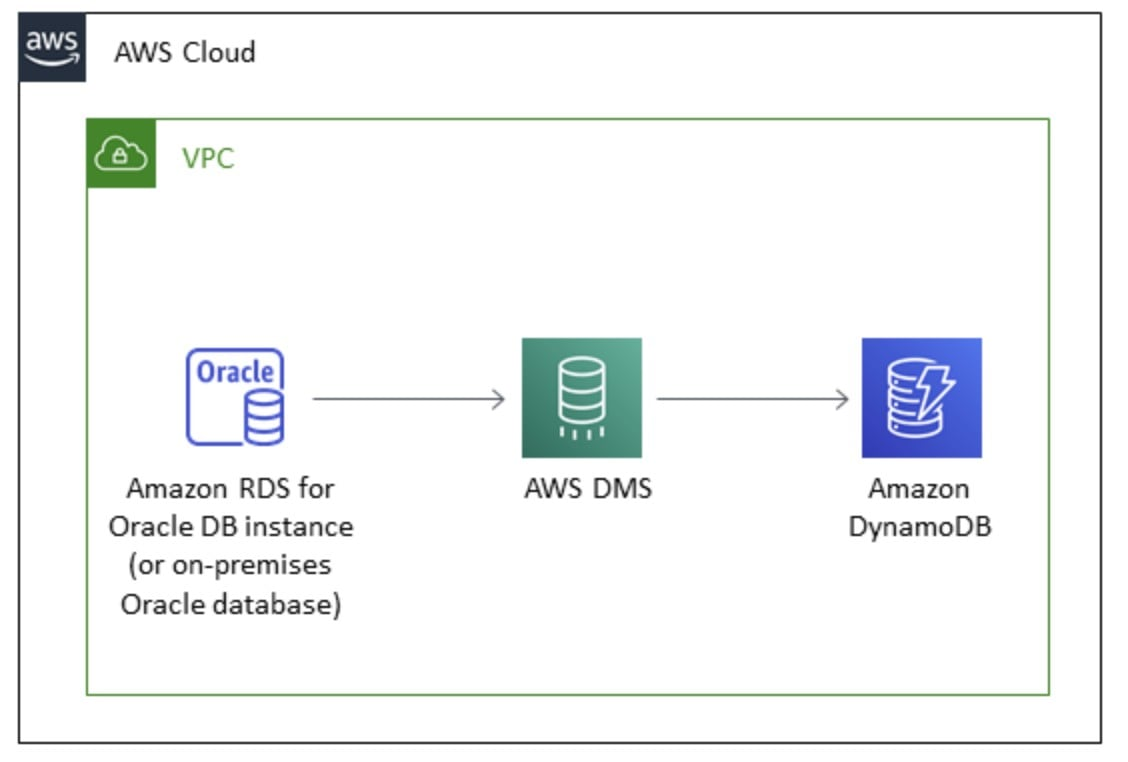 aws
AWS Cloud
VPC
Oracle
Amazon RDS for
Oracle DB instance
(or on-premises
Oracle database)
AWS DMS
Amazon
DynamoDB